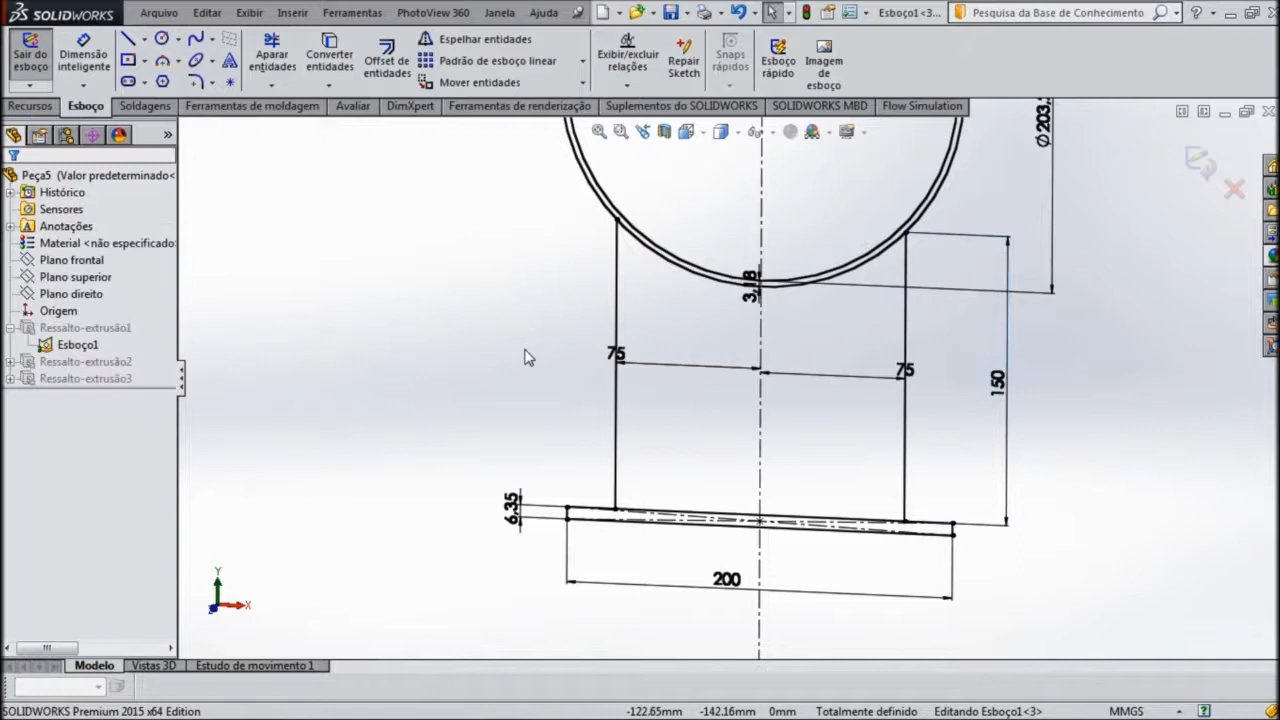 SOLIDWORKS
Arquivo Editar Exibir Inserir Ferramentas PhotoView 360 Janela Ajuda
Esboço1<3...
Pesquisa da Base de Conhecimento
Sair do esboço
Dimensão inteligente
Aparar entidades
Converter entidades
Offset de entidades
Espelhar entidades
Padrão de esboço linear
Mover entidades
Exibir/excluir relações
Repair Sketch
Snaps rápidos
Esboço rápido
Imagem de esboço
Recursos Esboço Soldagens Ferramentas de moldagem Avaliar DimXpert Ferramentas de renderização Suplementos do SOLIDWORKS SOLIDWORKS MBD Flow Simulation
Peça5 (Valor predeterminado<
Histórico
Sensores
Anotações
Material <não especificado>
Plano frontal
Plano superior
Plano direito
Origem
Ressalto-extrusão1
Esboço1
Ressalto-extrusão2
Ressalto-extrusão3
3,18
75
75
150
6,35
200
Y
X
Z
Modelo Vistas 3D Estudo de movimento 1
SOLIDWORKS Premium 2015 x64 Edition
-122.65mm -142.16mm 0mm Totalmente definido Editando Esboço1<3> MMGS